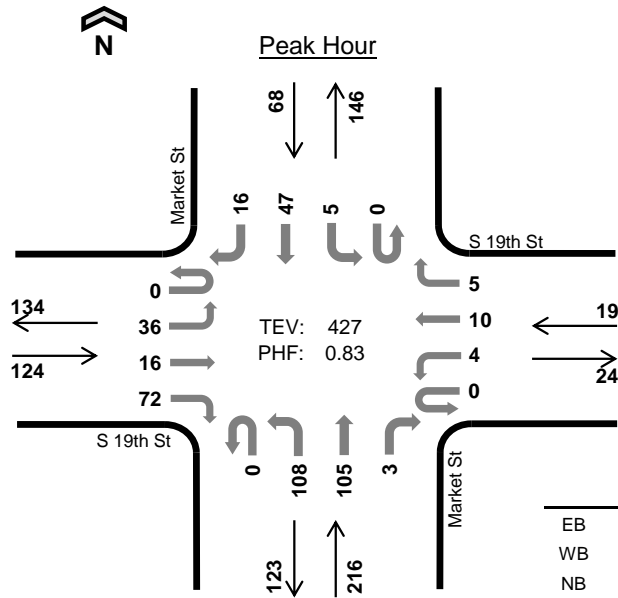 N
Peak Hour
68
146
Market St
16
47
5
0
S 19th St
0
36
16
72
134
124
TEV: 427
PHF: 0.83
5
10
4
0
19
24
S 19th St
0
108
105
3
Market St
123
216
EB
WB
NB